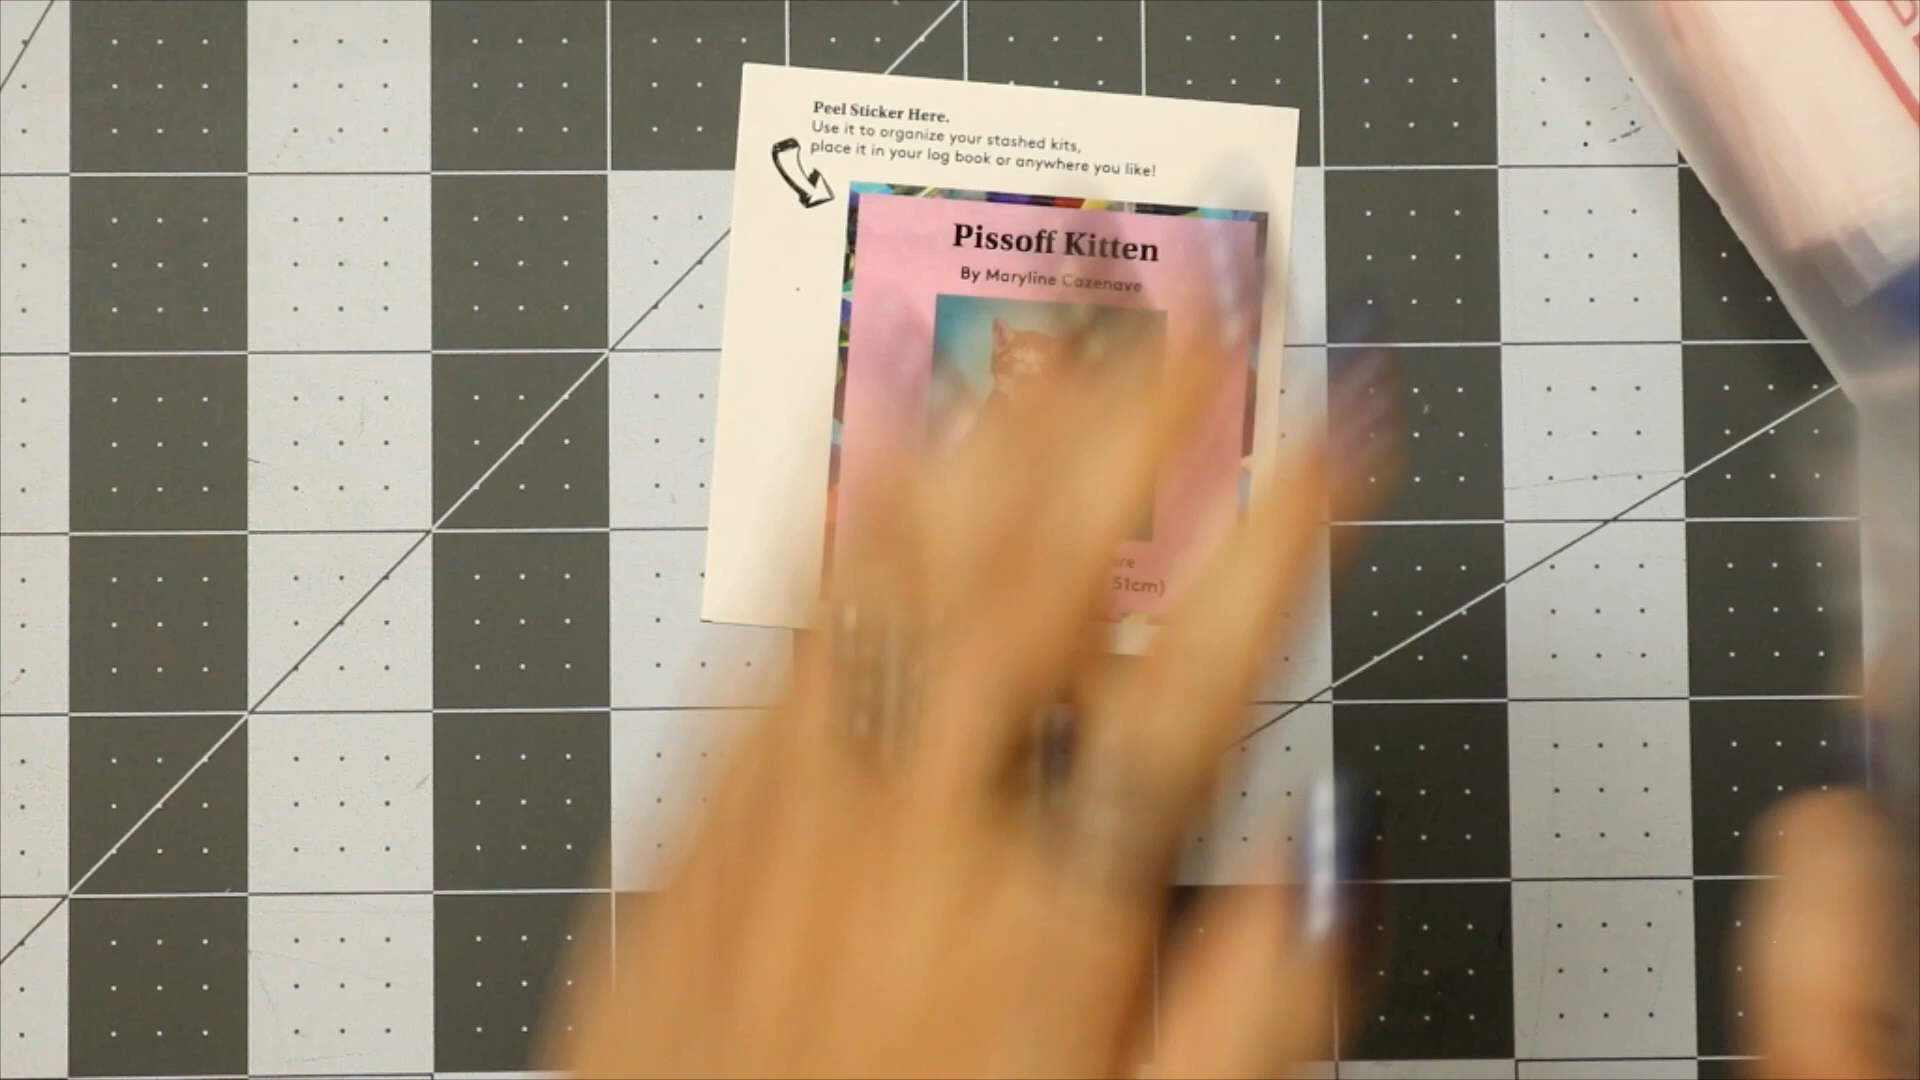 Peel Sticker Here.
Use it to organize your stashed kits,
place it in your log book or anywhere you like!
Pissoff Kitten
By Maryline Cazenave
51cm)